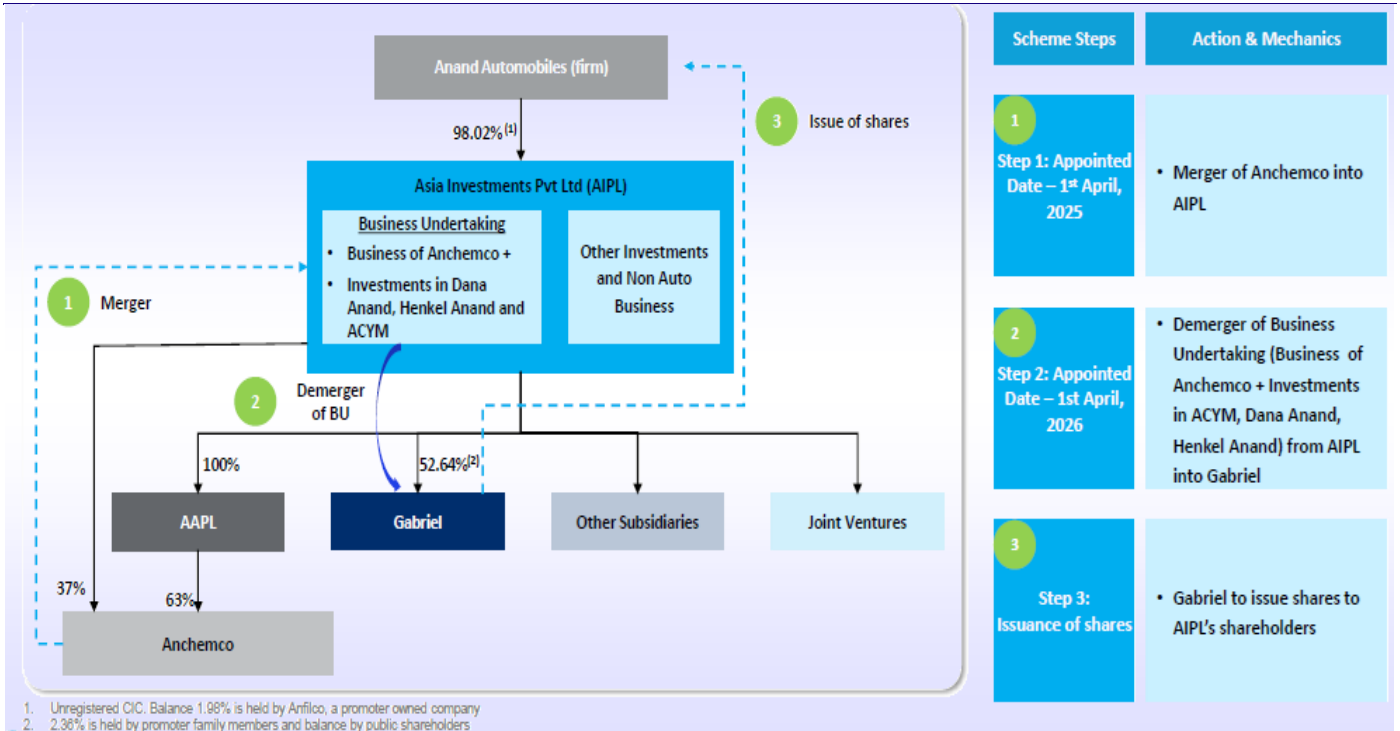 Anand Automobiles (firm)
98.02% (1)
3
Issue of shares
Asia Investments Pvt Ltd (AIPL)
Business Undertaking
• Business of Anchemco +
• Investments in Dana
Anand, Henkel Anand and
ACYM
Other Investments
and Non Auto
Business
1
Merger
2
Demerger
of BU
100%
52.64%(2)
AAPL
Gabriel
Other Subsidiaries
Joint Ventures
37%
63%
Anchemco
1. Unregistered CIC. Balance 1.98% is held by Anfilco, a promoter owned company
2. 2.36% is held by promoter family members and balance by public shareholders
Scheme Steps
Action & Mechanics
1
Step 1: Appointed
Date – 1st April,
2025
• Merger of Anchemco into
AIPL
2
Step 2: Appointed
Date – 1st April,
2026
• Demerger of Business
Undertaking (Business of
Anchemco + Investments
in ACYM, Dana Anand,
Henkel Anand) from AIPL
into Gabriel
3
Step 3:
Issuance of shares
• Gabriel to issue shares to
AIPL's shareholders